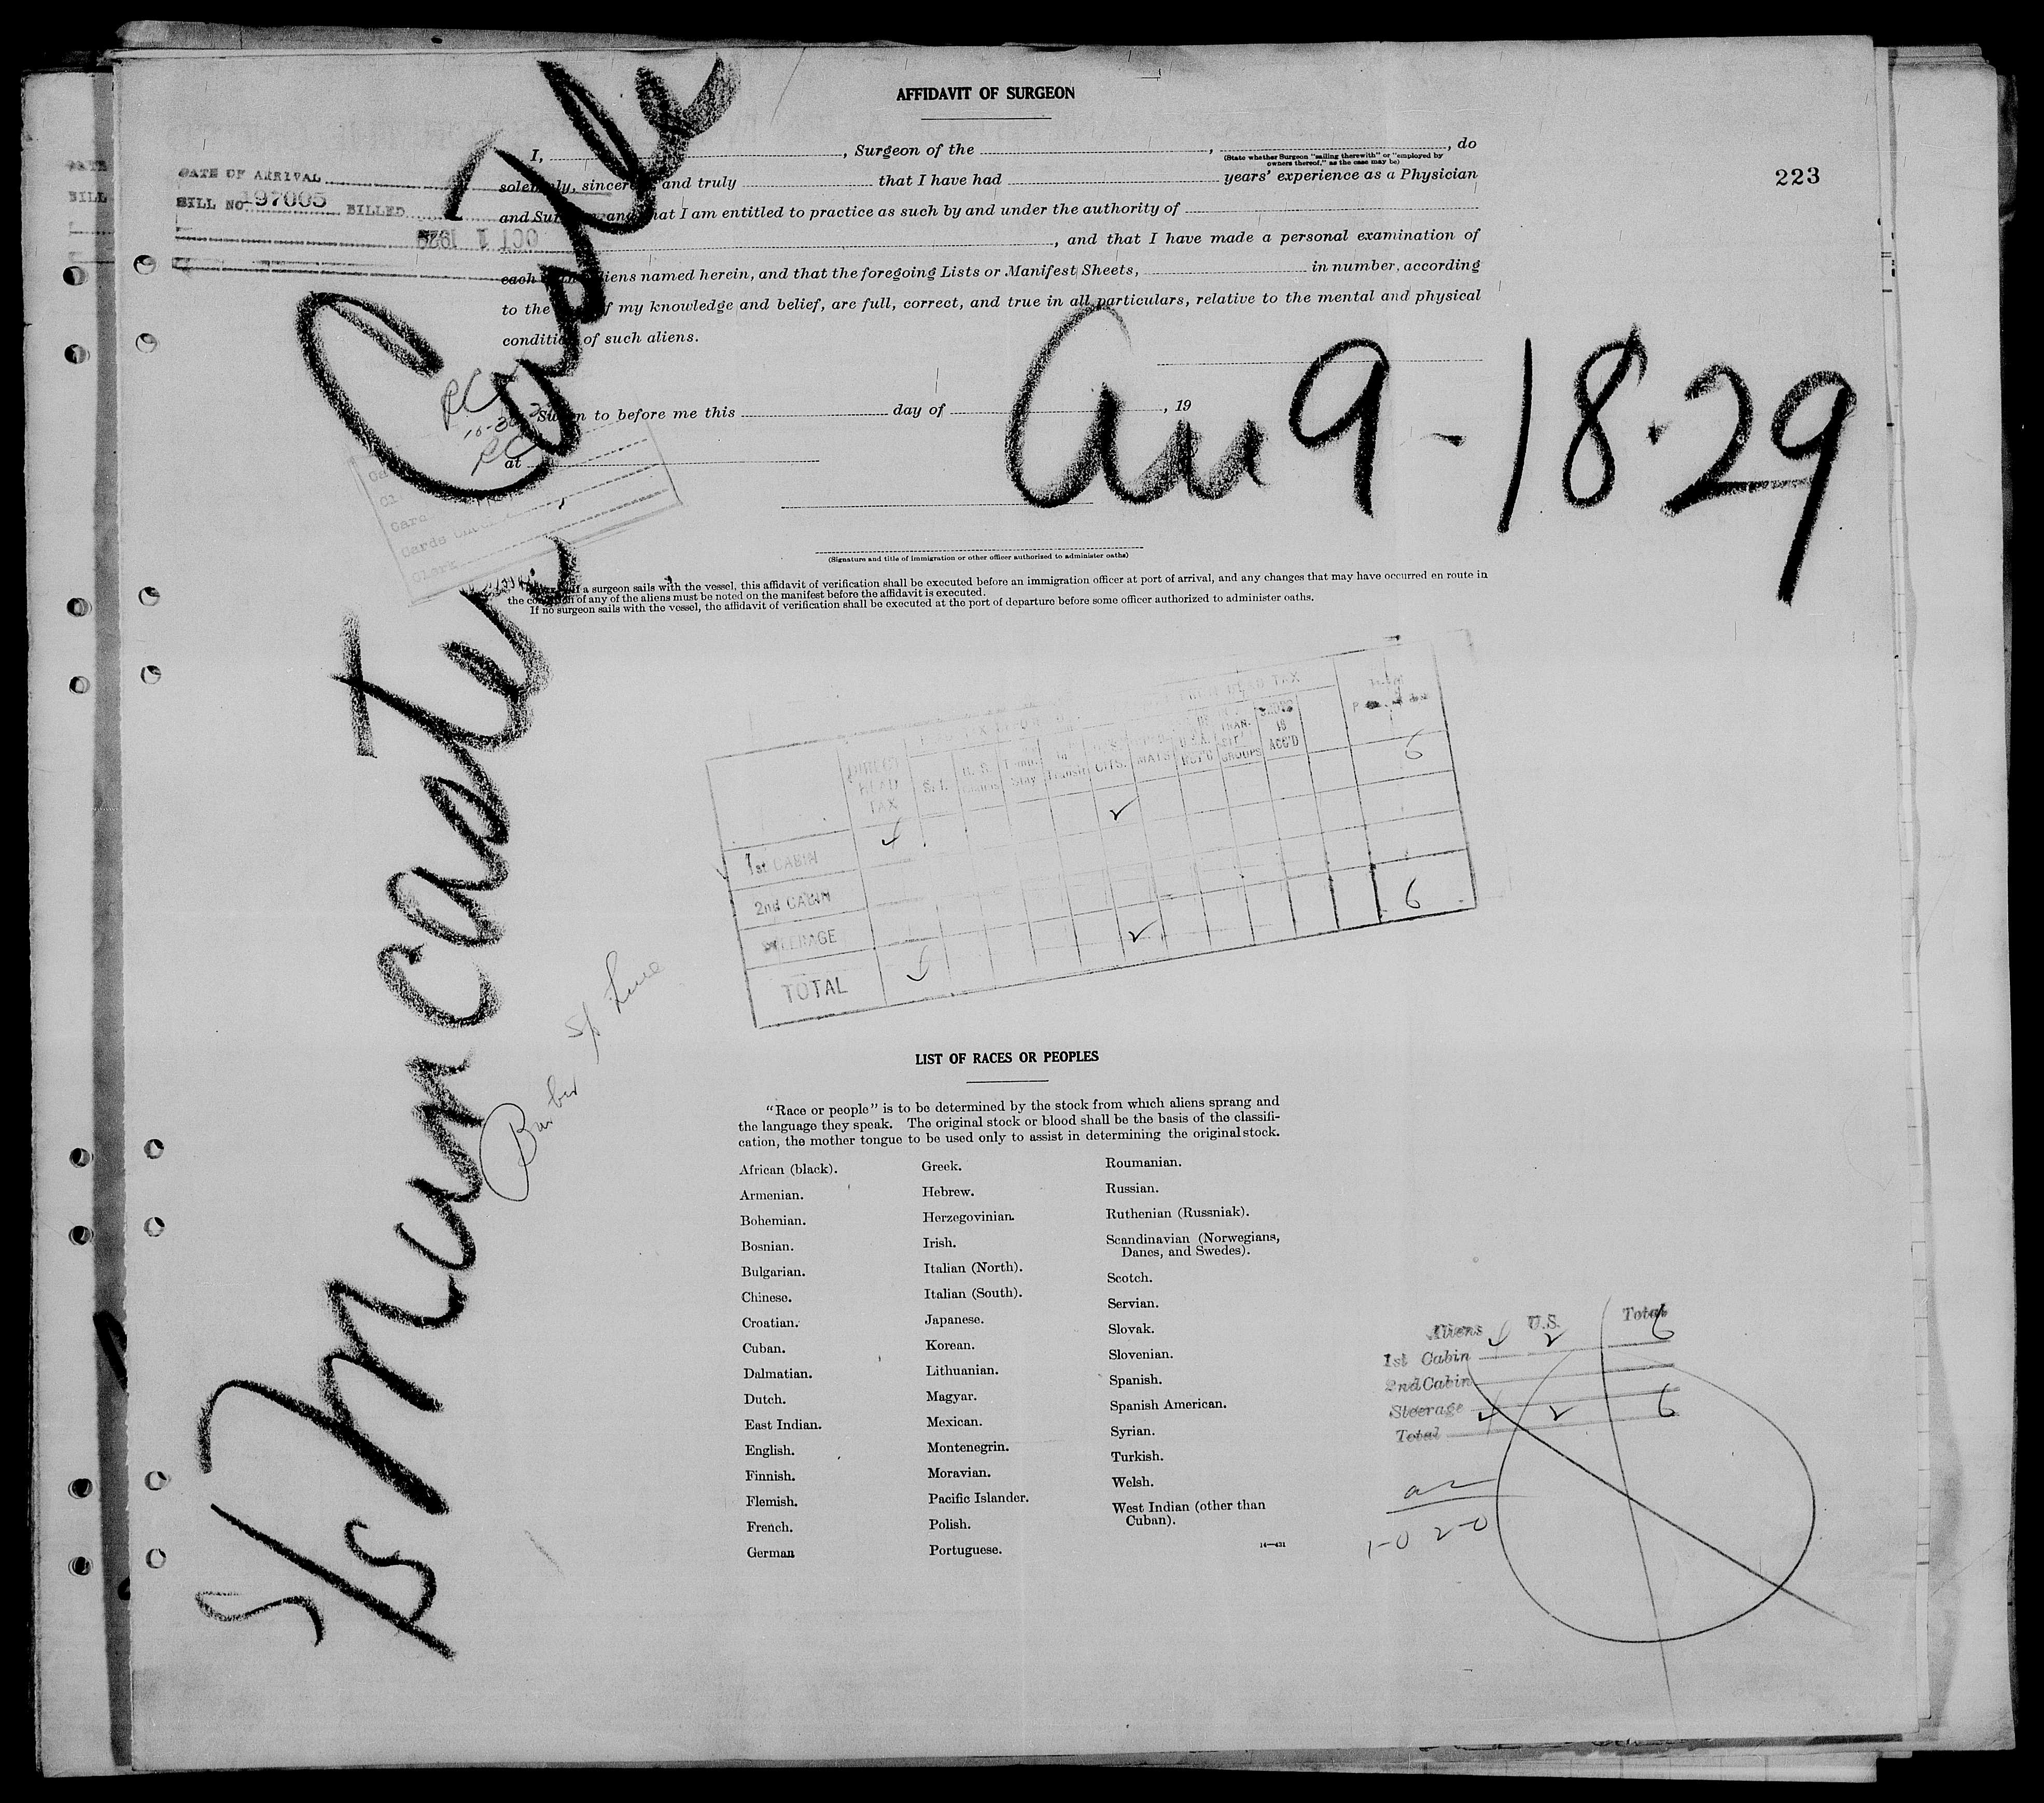 AFFIDAVIT OF SURGEON
I, , Surgeon of the , , do
(State whether Surgeon "sailing therewith" or "employed by owners thereof," as the case may be)
solemnly, sincerely and truly that I have had years' experience as a Physician
and Surgeon and that I am entitled to practice as such by and under the authority of
, and that I have made a personal examination of
each aliens named herein, and that the foregoing Lists or Manifest Sheets, in number, according
to the of my knowledge and belief, are full, correct, and true in all particulars, relative to the mental and physical
condition of such aliens.
DATE OF ARRIVAL
BILL NO 197005 BILLED
OCT 1 1929
223
S/S Muncaster Castle
Arr 9-18-29
Sworn to before me this day of , 19
at
Cards
Clerk
(Signature and title of immigration or other officer authorized to administer oaths)
If a surgeon sails with the vessel, this affidavit of verification shall be executed before an immigration officer at port of arrival, and any changes that may have occurred en route in
the condition of any of the aliens must be noted on the manifest before the affidavit is executed.
If no surgeon sails with the vessel, the affidavit of verification shall be executed at the port of departure before some officer authorized to administer oaths.
HEAD TAX
DIRECT HEAD TAX
CITS.
GROUPS
ACC'D
1st CABIN 4 2 6
2nd CABIN
STEERAGE
TOTAL 4 2 6
Barber S/S Line
LIST OF RACES OR PEOPLES
"Race or people" is to be determined by the stock from which aliens sprang and
the language they speak. The original stock or blood shall be the basis of the classifi-
cation, the mother tongue to be used only to assist in determining the original stock.
African (black).
Armenian.
Bohemian.
Bosnian.
Bulgarian.
Chinese.
Croatian.
Cuban.
Dalmatian.
Dutch.
East Indian.
English.
Finnish.
Flemish.
French.
German
Greek.
Hebrew.
Herzegovinian.
Irish.
Italian (North).
Italian (South).
Japanese.
Korean.
Lithuanian.
Magyar.
Mexican.
Montenegrin.
Moravian.
Pacific Islander.
Polish.
Portuguese.
Roumanian.
Russian.
Ruthenian (Russniak).
Scandinavian (Norwegians,
Danes, and Swedes).
Scotch.
Servian.
Slovak.
Slovenian.
Spanish.
Spanish American.
Syrian.
Turkish.
Welsh.
West Indian (other than
Cuban).
14—431
Aliens U.S. Total
1st Cabin 4 2 6
2nd Cabin
Steerage
Total 4 2 6
1-0 2-0